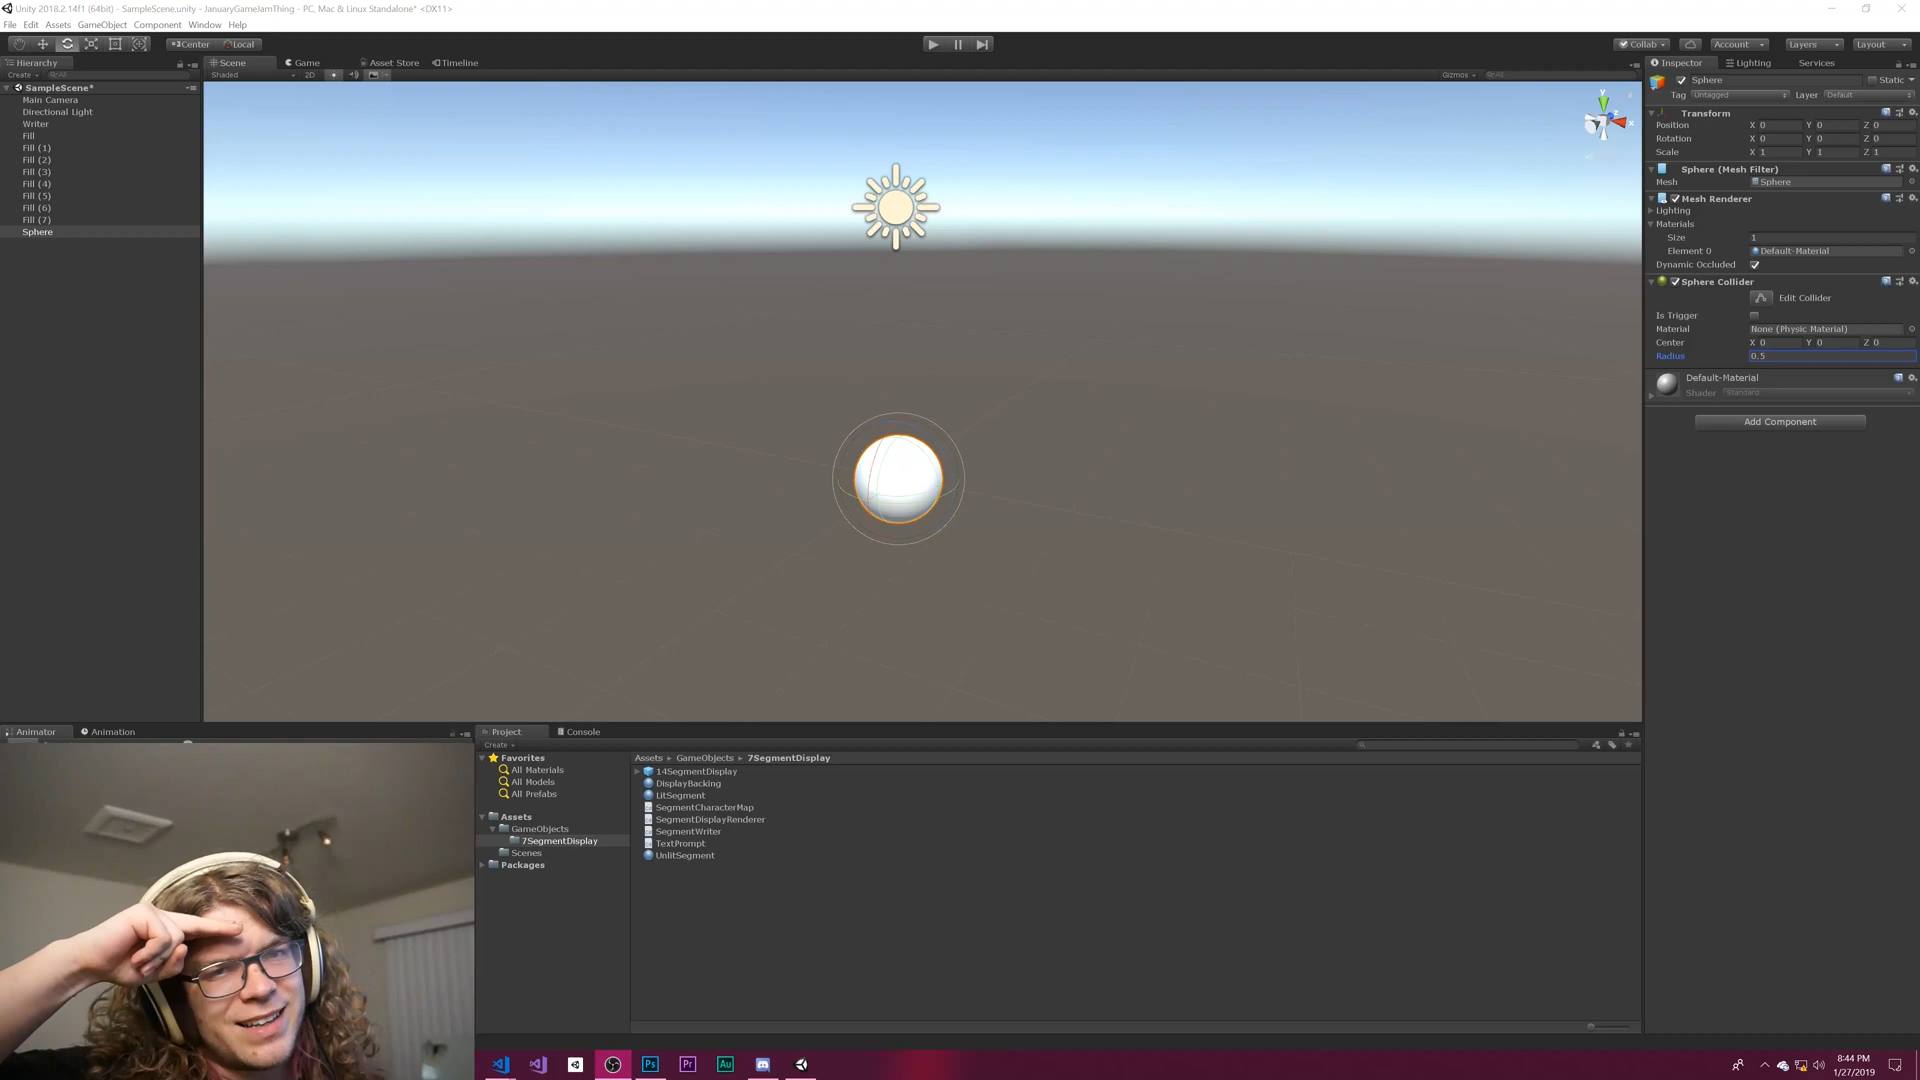 Unity 2018.2.14f1 (64bit) - SampleScene.unity - JanuaryGameJamThing - PC, Mac & Linux Standalone* <DX11>
File Edit Assets GameObject Component Window Help
Center Local Collab Account Layers Layout
Hierarchy
Create All
SampleScene*
Main Camera
Directional Light
Writer
Fill
Fill (1)
Fill (2)
Fill (3)
Fill (4)
Fill (5)
Fill (6)
Fill (7)
Sphere
Scene Game Asset Store Timeline
Shaded 2D Gizmos All
y
x
z
Inspector Lighting Services
Sphere Static
Tag Untagged Layer Default
Transform
Position X 0 Y 0 Z 0
Rotation X 0 Y 0 Z 0
Scale X 1 Y 1 Z 1
Sphere (Mesh Filter)
Mesh Sphere
Mesh Renderer
Lighting
Materials
Size 1
Element 0 Default-Material
Dynamic Occluded
Sphere Collider
Edit Collider
Is Trigger
Material None (Physic Material)
Center X 0 Y 0 Z 0
Radius 0.5
Default-Material
Shader Standard
Add Component
Animator Animation
Project Console
Create
Favorites
All Materials
All Models
All Prefabs
Assets
GameObjects
7SegmentDisplay
Scenes
Packages
Assets GameObjects 7SegmentDisplay
14SegmentDisplay
DisplayBacking
LitSegment
SegmentCharacterMap
SegmentDisplayRenderer
SegmentWriter
TextPrompt
UnlitSegment
Ps Pr Au
8:44 PM
1/27/2019